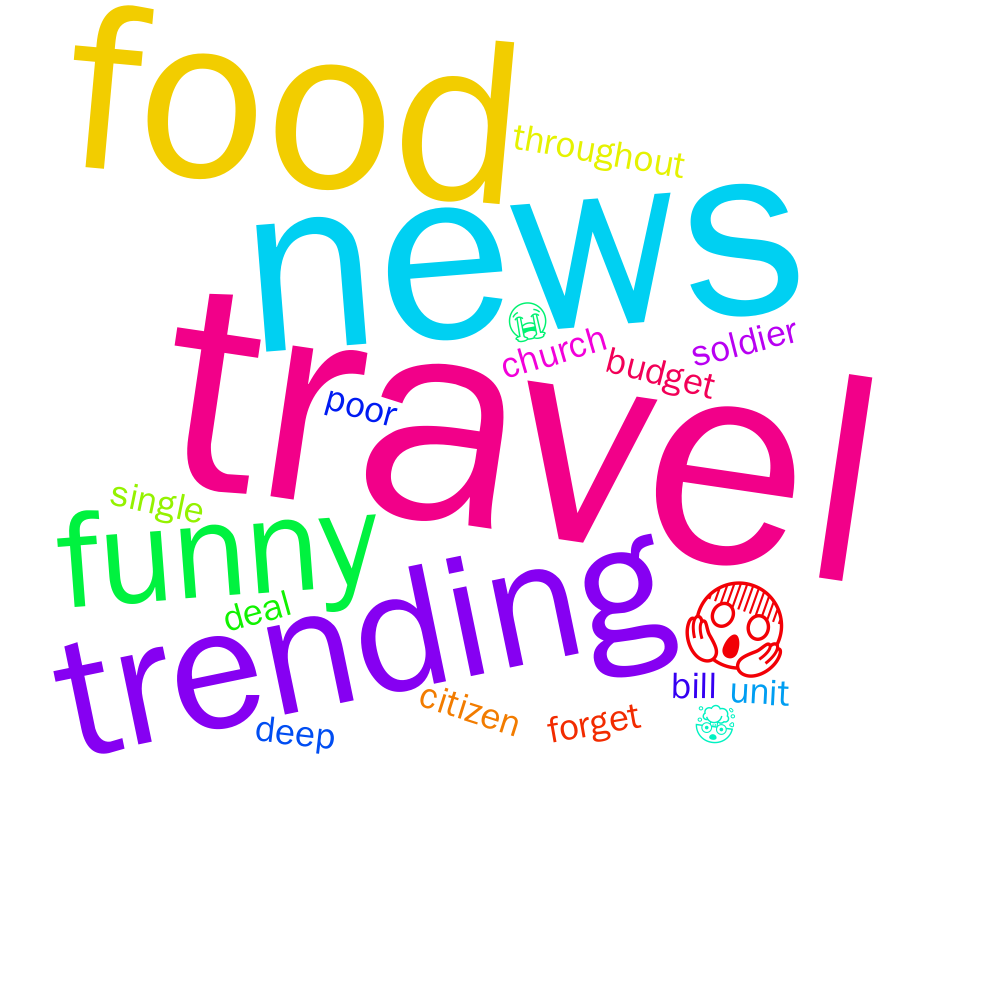 food
throughout
news
😭
church
soldier
budget
travel
poor
single
funny
deal
trending
😱
bill
unit
citizen
forget
deep
🤯